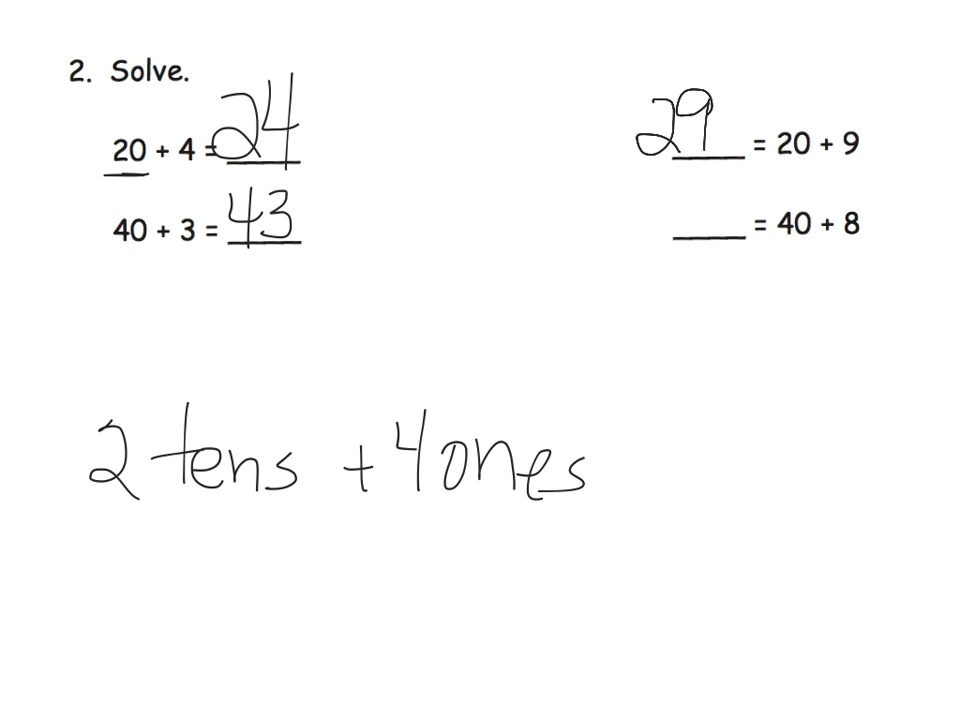 2. Solve.
20 + 4 = 24
29 = 20 + 9
40 + 3 = 43
____ = 40 + 8
2 tens + 4 ones